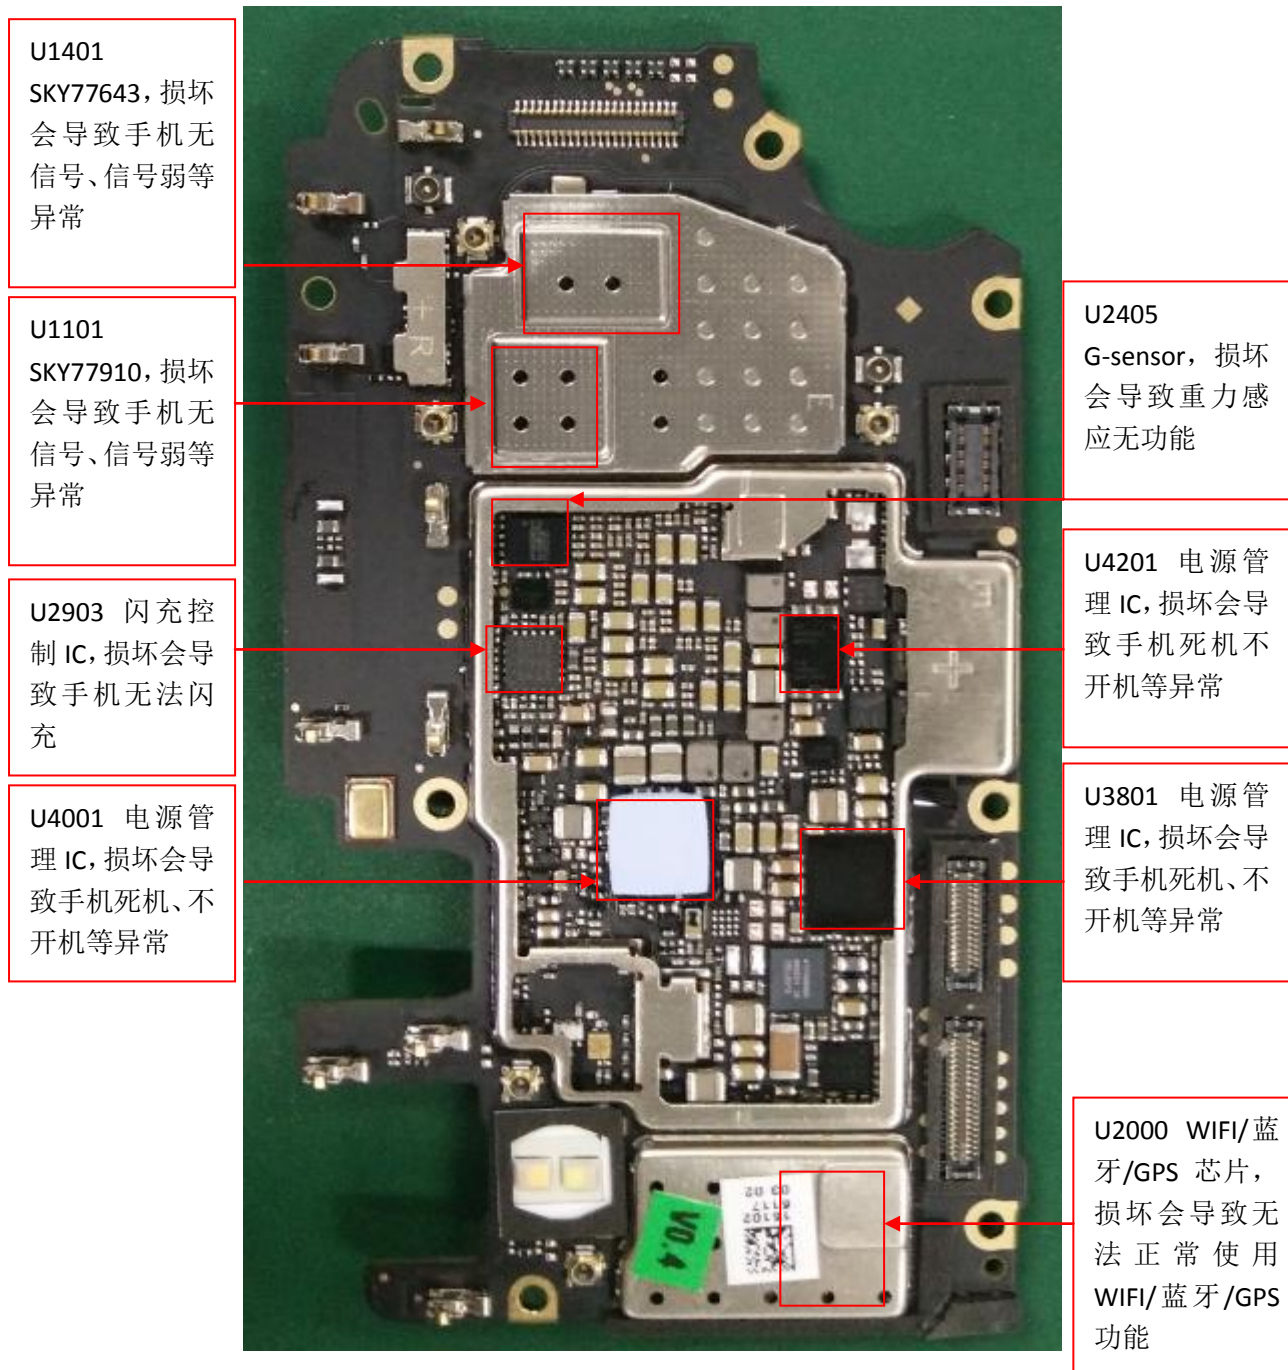 U1401
SKY77643，损坏
会导致手机无
信号、信号弱等
异常
U1101
SKY77910，损坏
会导致手机无
信号、信号弱等
异常
U2903 闪充控
制 IC，损坏会导
致手机无法闪
充
U4001 电源管
理 IC，损坏会导
致手机死机、不
开机等异常
U2405
G-sensor，损坏
会导致重力感
应无功能
U4201 电源管
理 IC，损坏会导
致手机死机不
开机等异常
U3801 电源管
理 IC，损坏会导
致手机死机、不
开机等异常
U2000 WIFI/蓝
牙/GPS 芯片，
损坏会导致无
法正常使用
WIFI/蓝牙/GPS
功能
+
R
E
E
+
V0.4